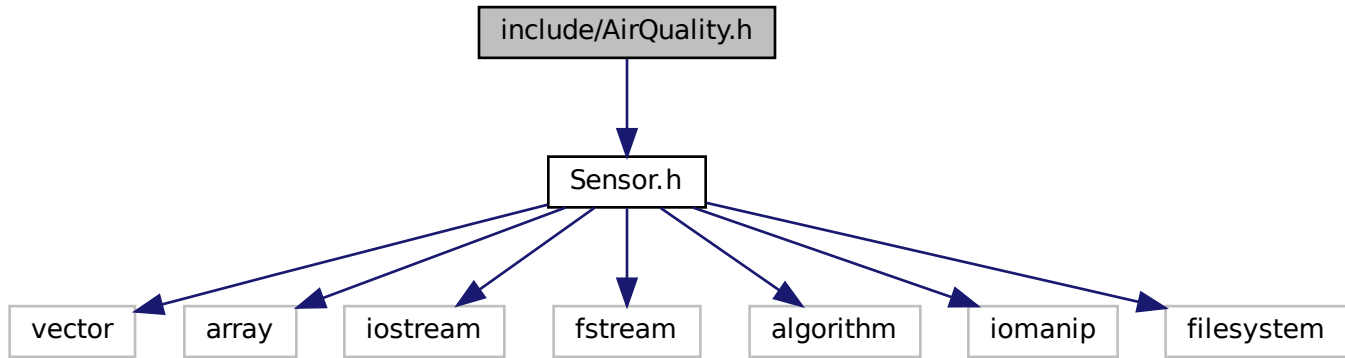 include/AirQuality.h
Sensor.h
vector
array
iostream
fstream
algorithm
iomanip
filesystem